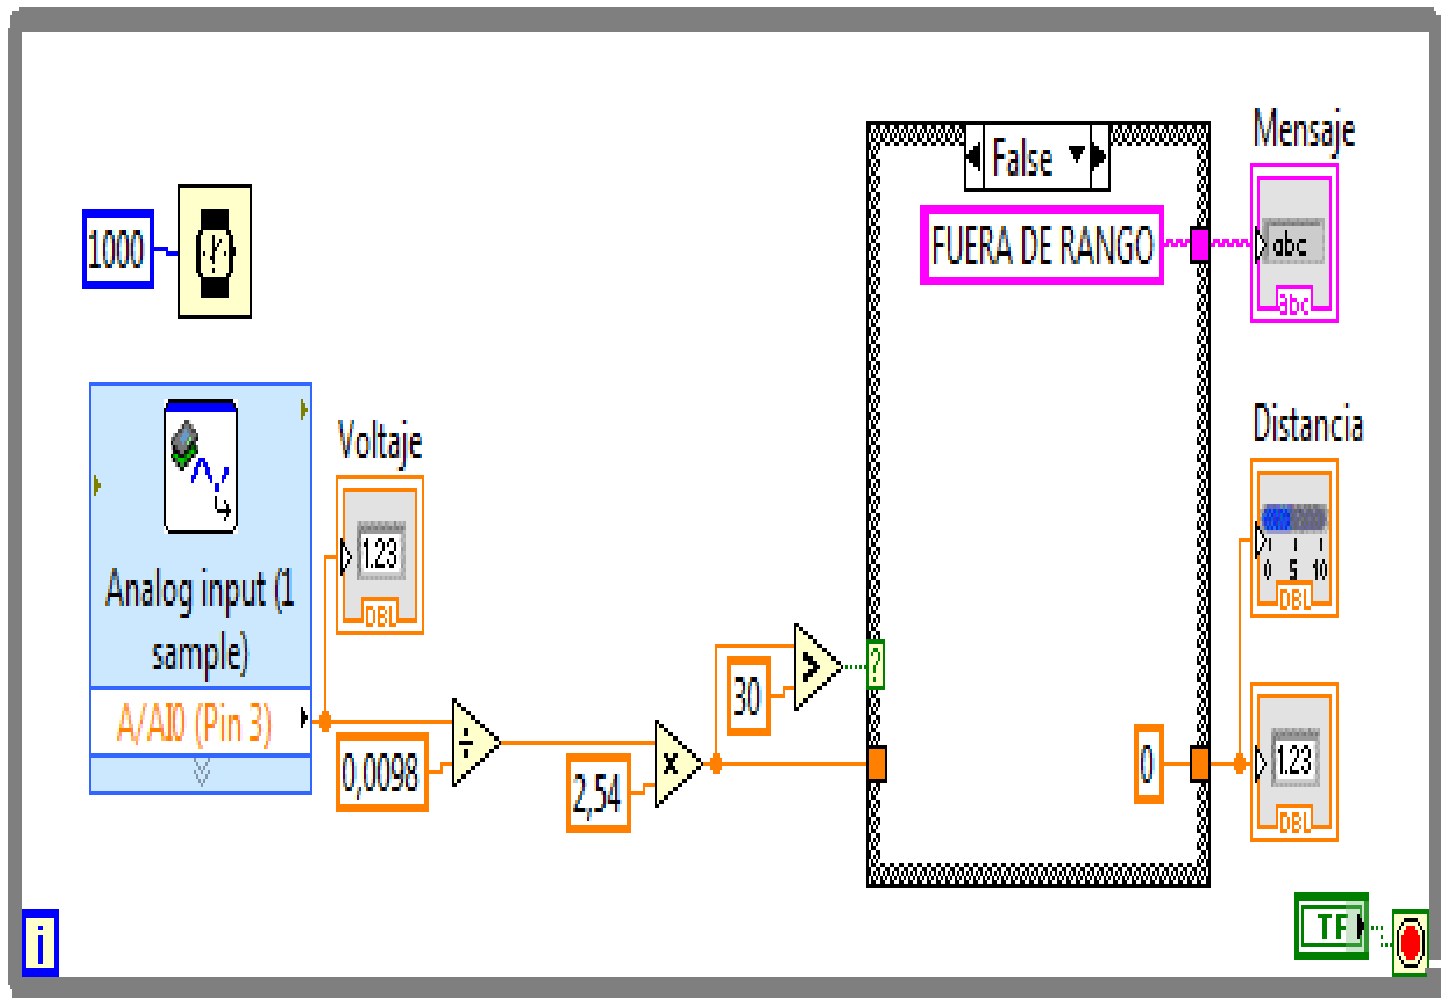 False
Mensaje
1000
FUERA DE RANGO
abc
abc
Voltaje
Distancia
1.23
DBL
Analog input (1
sample)
0 5 10
DBL
?
A/AI0 (Pin 3)
30
0,0098
2,54
0
1.23
DBL
TF
i